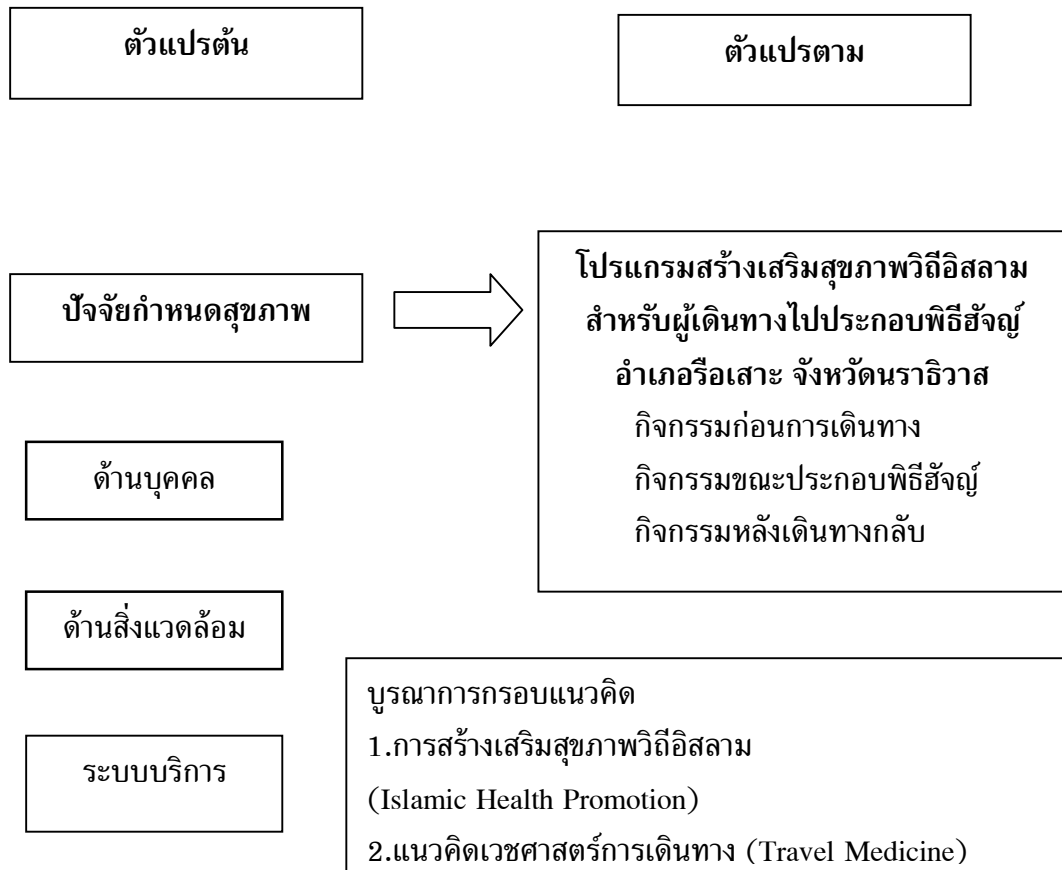 ตัวแปรต้น
ตัวแปรตาม
ปัจจัยกำหนดสุขภาพ
โปรแกรมสร้างเสริมสุขภาพวิถีอิสลาม
สำหรับผู้เดินทางไปประกอบพิธีฮัจญ์
อำเภอรือเสาะ จังหวัดนราธิวาส
กิจกรรมก่อนการเดินทาง
กิจกรรมขณะประกอบพิธีฮัจญ์
กิจกรรมหลังเดินทางกลับ
ด้านบุคคล
ด้านสิ่งแวดล้อม
ระบบบริการ
บูรณาการกรอบแนวคิด
1.การสร้างเสริมสุขภาพวิถีอิสลาม
(Islamic Health Promotion)
2.แนวคิดเวชศาสตร์การเดินทาง (Travel Medicine)